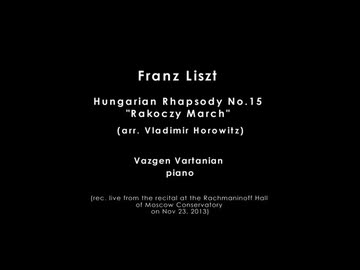 Franz Liszt
Hungarian Rhapsody No.15
"Rakoczy March"
(arr. Vladimir Horowitz)
Vazgen Vartanian
piano
(rec. live from the recital at the Rachmaninoff Hall
of Moscow Conservatory
on Nov 23, 2013)